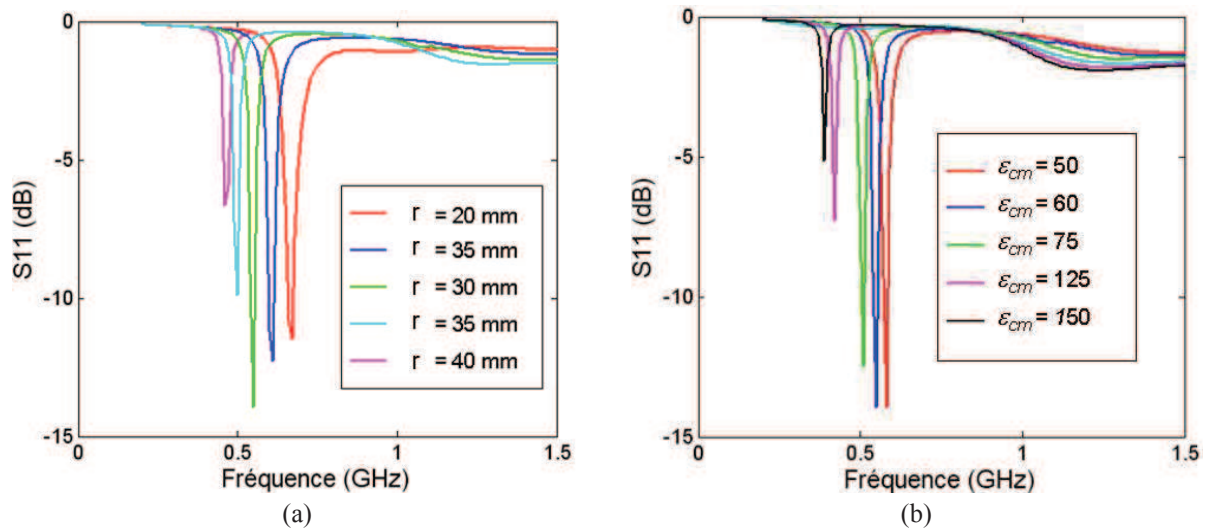 0
-5
-10
-15
S11 (dB)
r = 20 mm
r = 35 mm
r = 30 mm
r = 35 mm
r = 40 mm
0
0.5
1
1.5
Fréquence (GHz)
(a)
0
-5
-10
-15
S11 (dB)
εcm = 50
εcm = 60
εcm = 75
εcm = 125
εcm = 150
0
0.5
1
1.5
Fréquence (GHz)
(b)